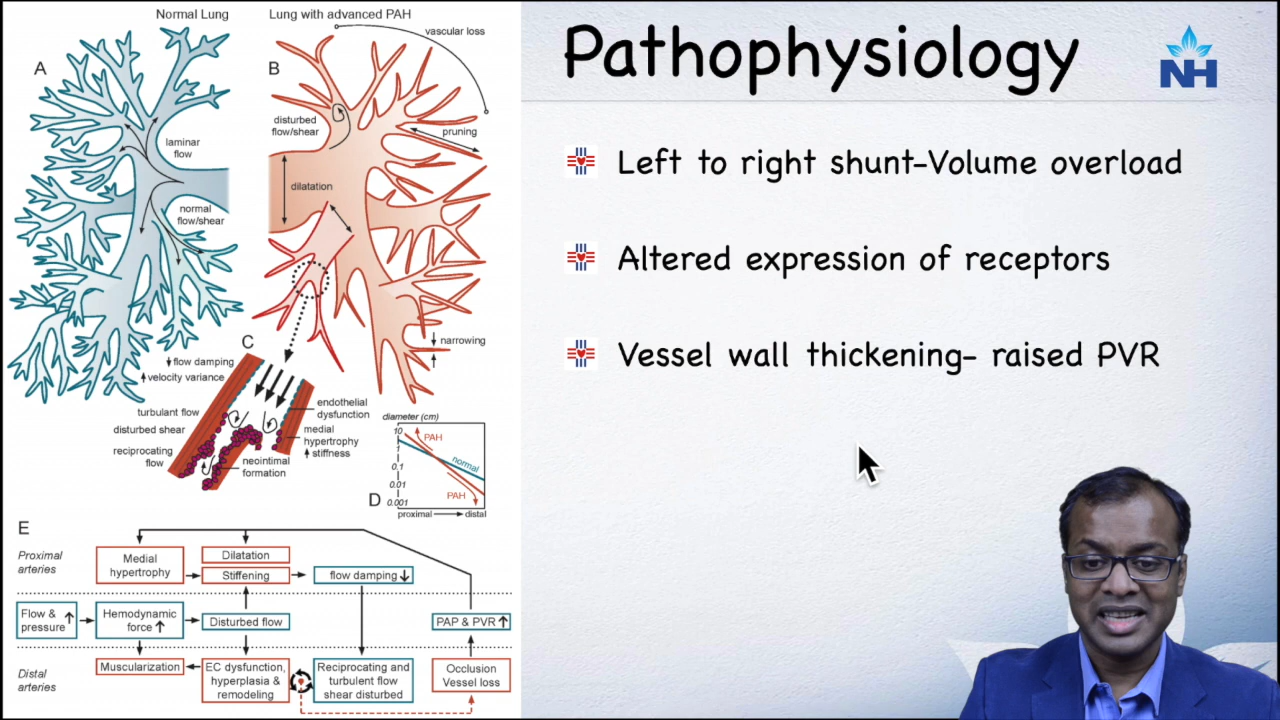 Normal Lung
Lung with advanced PAH
vascular loss
A
B
disturbed
flow/shear
pruning
laminar
flow
dilatation
normal
flow/shear
narrowing
C
flow damping
velocity variance
turbulent flow
disturbed shear
reciprocating
flow
endothelial
dysfunction
medial
hypertrophy
stiffness
neointimal
formation
diameter (cm)
10
1
0.1
0.01
0.001
PAH
normal
PAH
D
proximal
distal
E
Proximal
arteries
Medial
hypertrophy
Dilatation
Stiffening
flow damping
Flow &
pressure
Hemodynamic
force
Disturbed flow
PAP & PVR
Distal
arteries
Muscularization
EC dysfunction,
hyperplasia &
remodeling
Reciprocating and
turbulent flow
shear disturbed
Occlusion
Vessel loss
Pathophysiology
NH
Left to right shunt-Volume overload
Altered expression of receptors
Vessel wall thickening- raised PVR